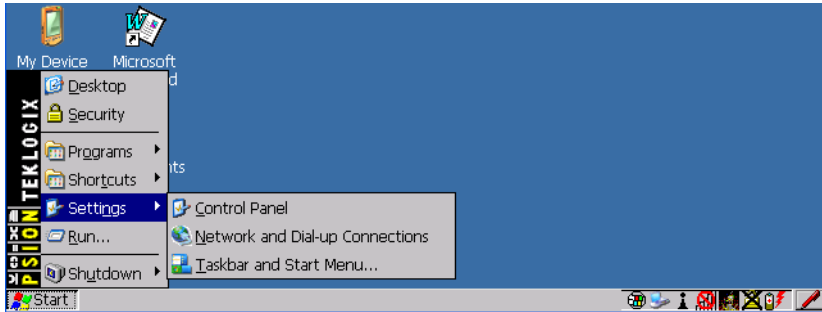 My Device
Microsoft
d
Desktop
Security
Programs
nts
Shortcuts
Settings
Control Panel
Network and Dial-up Connections
Run...
Taskbar and Start Menu...
Shutdown
PSION TEKLOGIX
Start